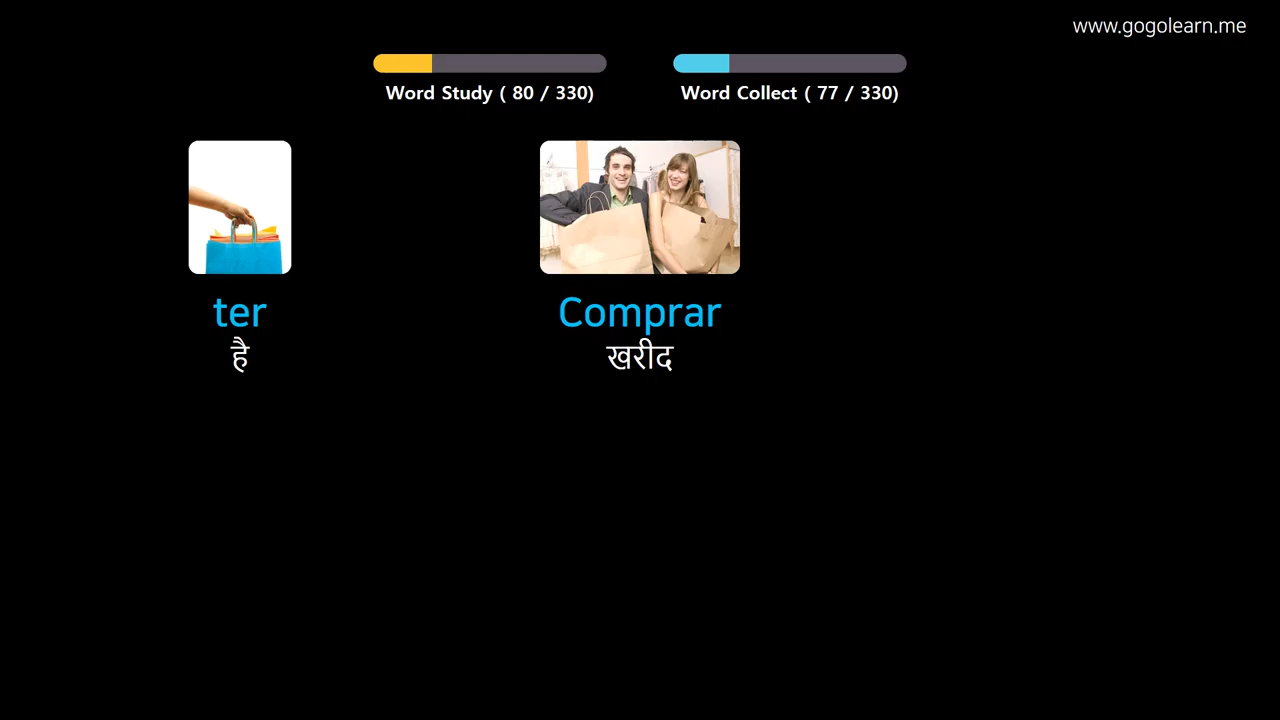 www.gogolearn.me
Word Study ( 80 / 330)
Word Collect ( 77 / 330)
ter
Comprar
है
खरीद